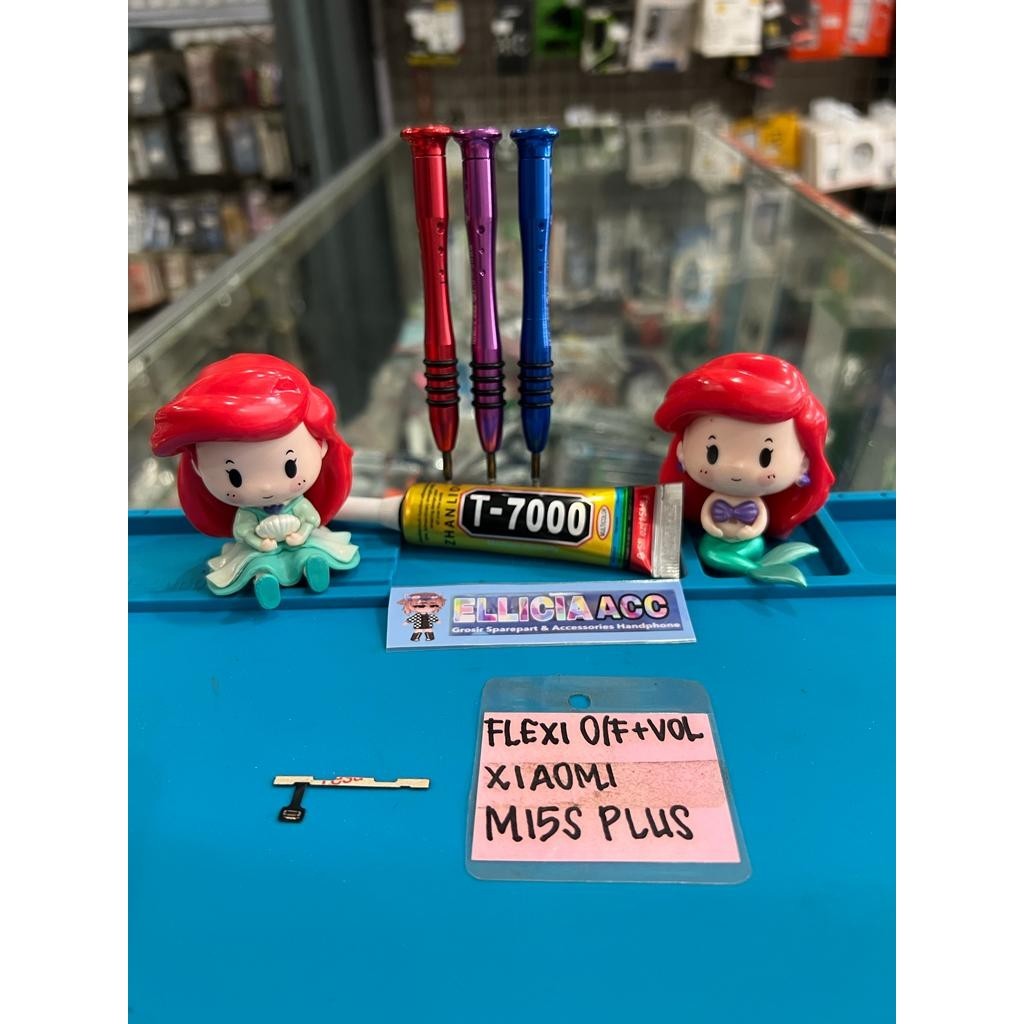 ZHANLIDA
T-7000
ELLICIA ACC
Grosir Sparepart & Accessories Handphone
FLEXI O/F+VOL
XIAOMI
MI5S PLUS